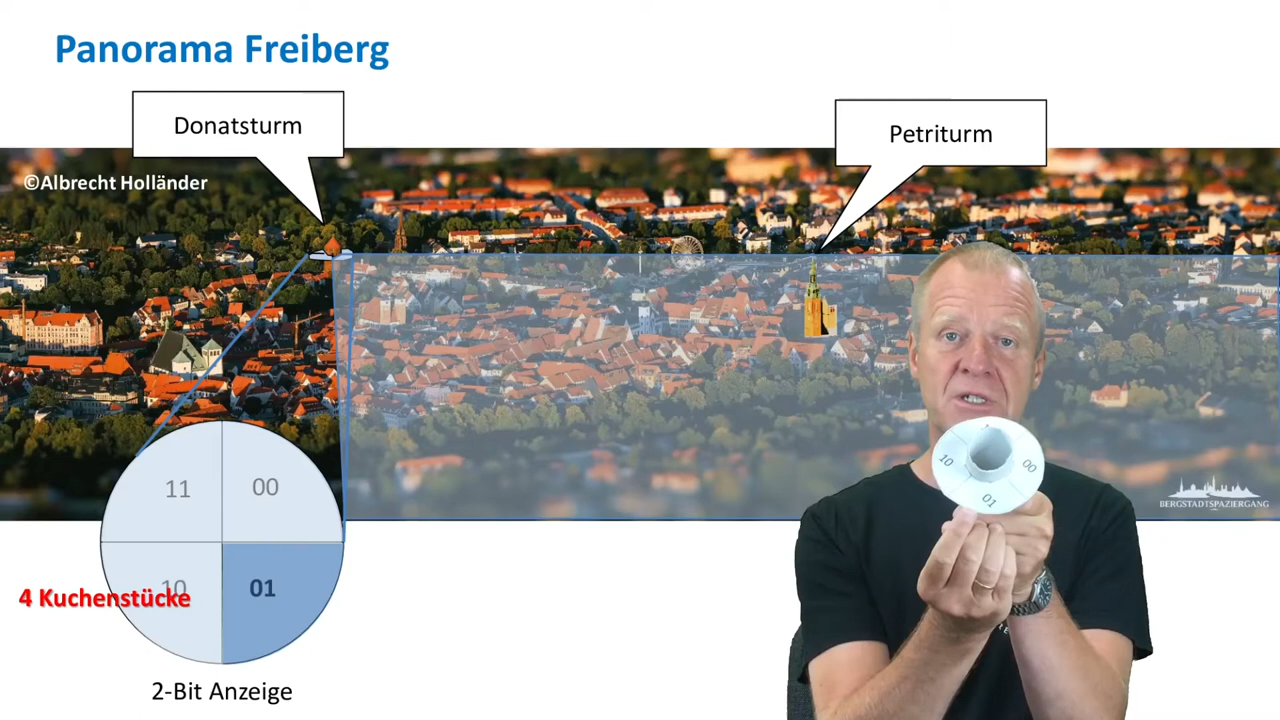 Panorama Freiberg
Donatsturm
Petriturm
©Albrecht Holländer
11
00
10
01
4 Kuchenstücke
2-Bit Anzeige
10
00
01
BERGSTADTSPAZIERGANG